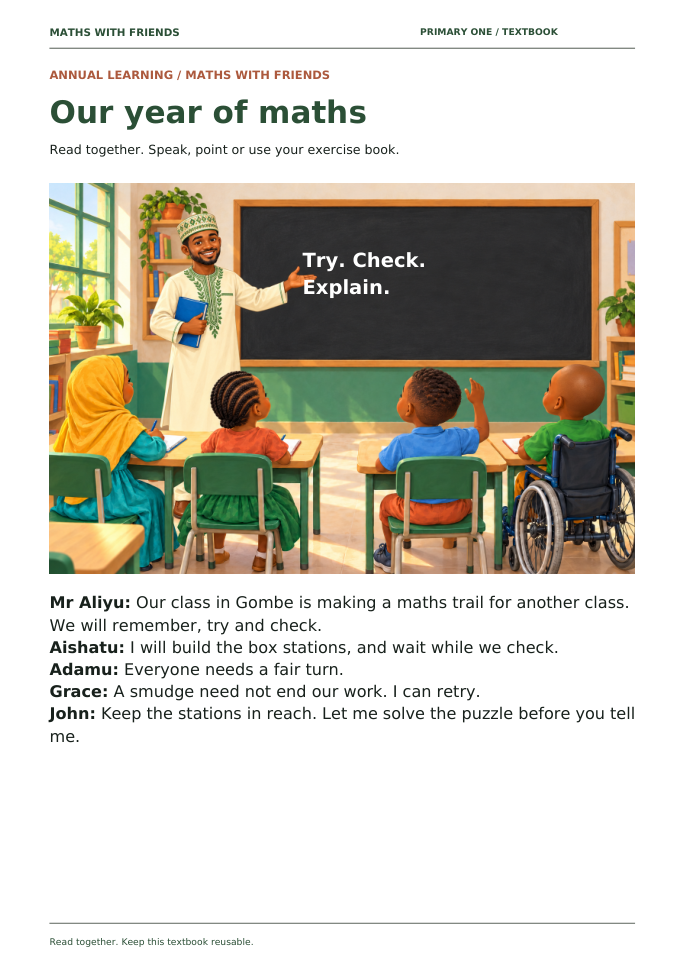 MATHS WITH FRIENDS
PRIMARY ONE / TEXTBOOK
ANNUAL LEARNING / MATHS WITH FRIENDS
Our year of maths
Read together. Speak, point or use your exercise book.
Try. Check.
Explain.
Mr Aliyu: Our class in Gombe is making a maths trail for another class.
We will remember, try and check.
Aishatu: I will build the box stations, and wait while we check.
Adamu: Everyone needs a fair turn.
Grace: A smudge need not end our work. I can retry.
John: Keep the stations in reach. Let me solve the puzzle before you tell
me.
Read together. Keep this textbook reusable.